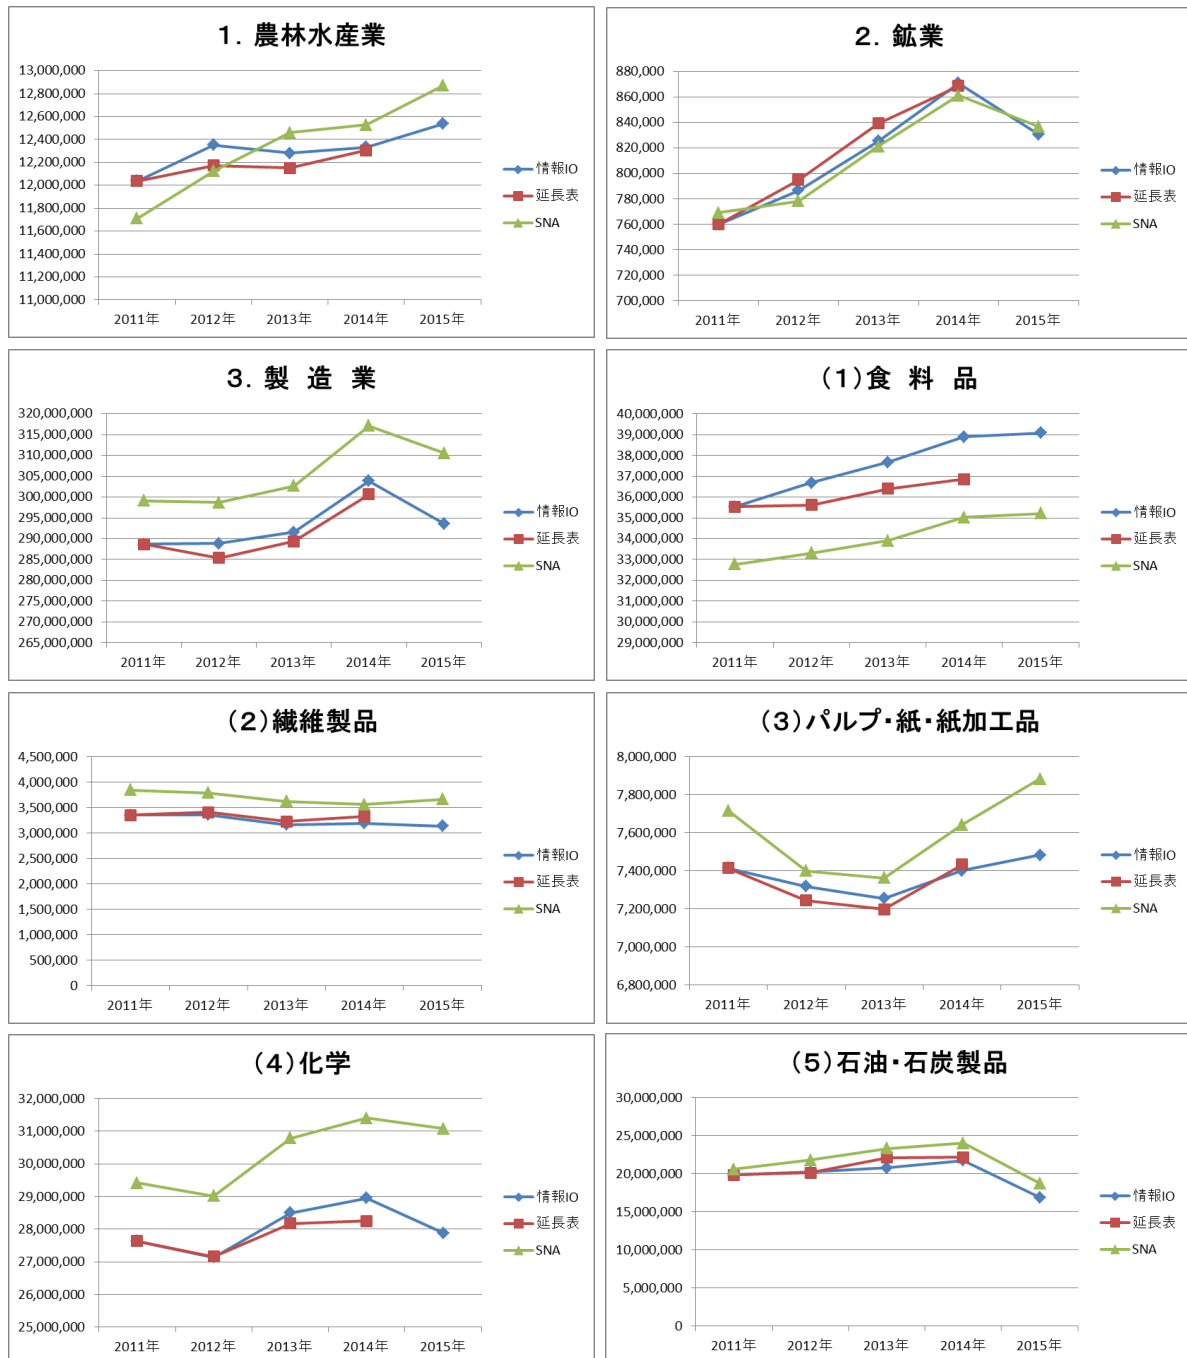 1. 農林水産業
13,000,000
12,800,000
12,600,000
12,400,000
12,200,000
12,000,000
11,800,000
11,600,000
11,400,000
11,200,000
11,000,000
2011年 2012年 2013年 2014年 2015年
情報IO
延長表
SNA
2. 鉱業
880,000
860,000
840,000
820,000
800,000
780,000
760,000
740,000
720,000
700,000
2011年 2012年 2013年 2014年 2015年
情報IO
延長表
SNA
3. 製 造 業
320,000,000
315,000,000
310,000,000
305,000,000
300,000,000
295,000,000
290,000,000
285,000,000
280,000,000
275,000,000
270,000,000
265,000,000
2011年 2012年 2013年 2014年 2015年
情報IO
延長表
SNA
(1)食 料 品
40,000,000
39,000,000
38,000,000
37,000,000
36,000,000
35,000,000
34,000,000
33,000,000
32,000,000
31,000,000
30,000,000
29,000,000
2011年 2012年 2013年 2014年 2015年
情報IO
延長表
SNA
(2)繊維製品
4,500,000
4,000,000
3,500,000
3,000,000
2,500,000
2,000,000
1,500,000
1,000,000
500,000
0
2011年 2012年 2013年 2014年 2015年
情報IO
延長表
SNA
(3)パルプ・紙・紙加工品
8,000,000
7,800,000
7,600,000
7,400,000
7,200,000
7,000,000
6,800,000
2011年 2012年 2013年 2014年 2015年
情報IO
延長表
SNA
(4)化学
32,000,000
31,000,000
30,000,000
29,000,000
28,000,000
27,000,000
26,000,000
25,000,000
2011年 2012年 2013年 2014年 2015年
情報IO
延長表
SNA
(5)石油・石炭製品
30,000,000
25,000,000
20,000,000
15,000,000
10,000,000
5,000,000
0
2011年 2012年 2013年 2014年 2015年
情報IO
延長表
SNA